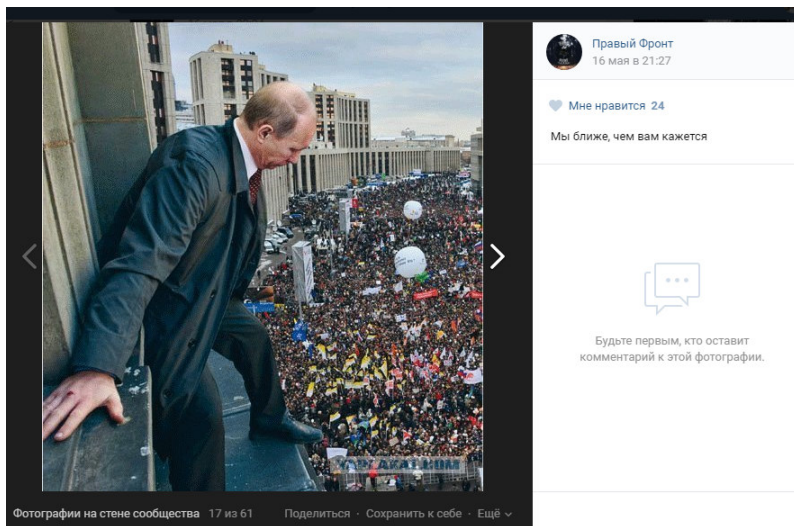 Правый Фронт
16 мая в 21:27
Мне нравится 24
Мы ближе, чем вам кажется
Будьте первым, кто оставит
комментарий к этой фотографии.
Фотографии на стене сообщества 17 из 61 Поделиться · Сохранить к себе · Ещё